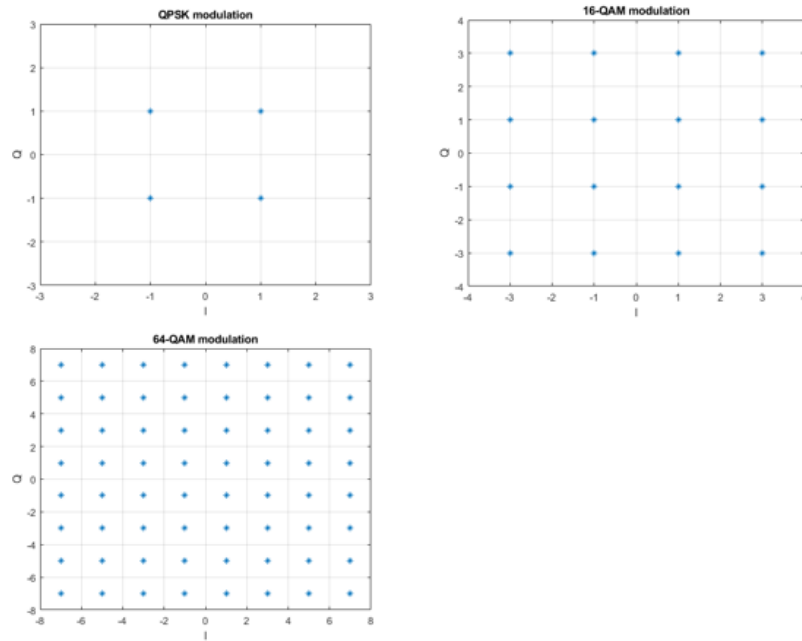 QPSK modulation
3
2
1
0
-1
-2
-3
Q
-3 -2 -1 0 1 2 3
I
16-QAM modulation
4
3
2
1
0
-1
-2
-3
-4
Q
-4 -3 -2 -1 0 1 2 3
I
64-QAM modulation
8
6
4
2
0
-2
-4
-6
-8
Q
-8 -6 -4 -2 0 2 4 6 8
I